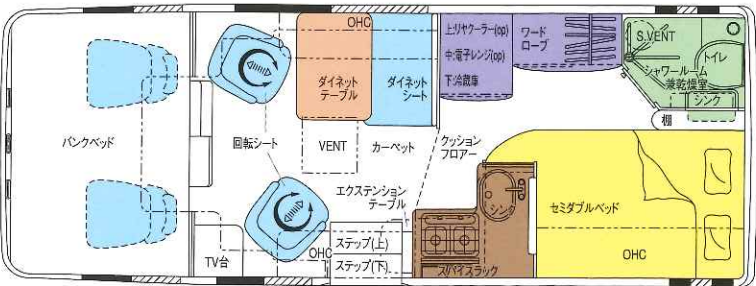 OHC
上:リヤクーラー(op)
中:電子レンジ(op)
下:冷蔵庫
ワード
ローブ
S.VENT
トイレ
シャワールーム
兼乾燥室
シンク
棚
ダイネット
テーブル
ダイネット
シート
バンクベッド
回転シート
VENT
カーペット
クッション
フロアー
エクステンション
テーブル
シンク
セミダブルベッド
ステップ(上)
OHC
ステップ(下)
TV台
スパイスラック
OHC